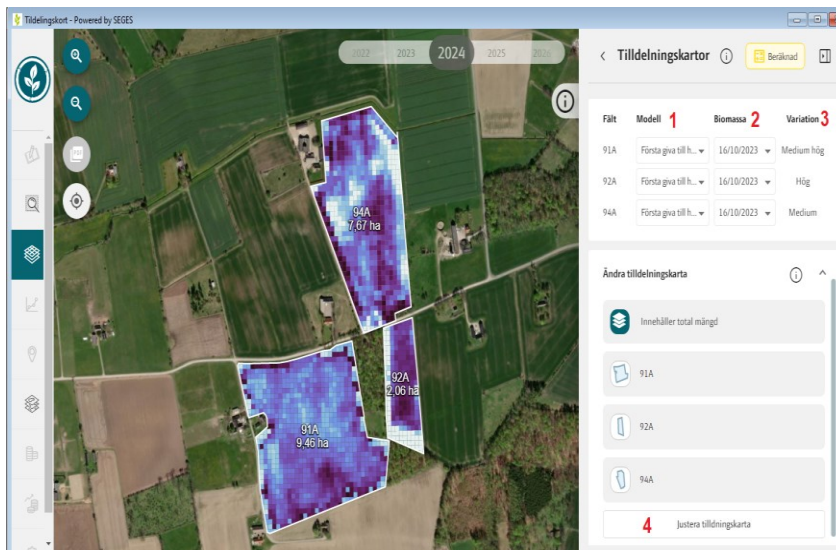 Tildelingskort - Powered by SEGES
2022 2023 2024 2025 2026
PDF
94A
7,67 ha
92A
2,06 ha
91A
9,46 ha
Tilldelningskartor
Beräknad
Fält Modell 1 Biomassa 2 Variation 3
91A Första giva till h... 16/10/2023 Medium hög
92A Första giva till h... 16/10/2023 Hög
94A Första giva till h... 16/10/2023 Medium
Ändra tilldelningskarta
Innehåller total mängd
91A
92A
94A
4 Justera tilldningskarta